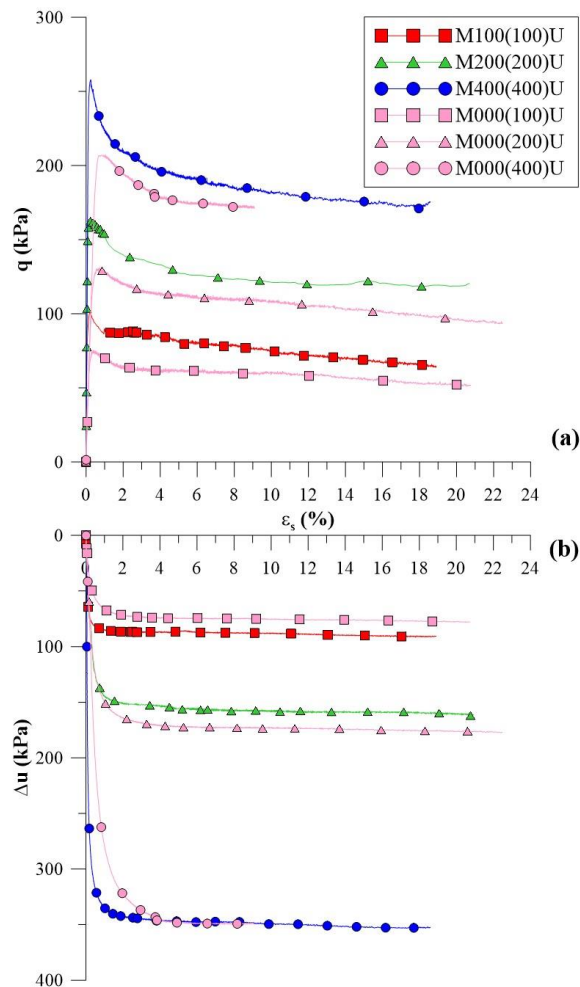 300
M100(100)U
M200(200)U
M400(400)U
M000(100)U
M000(200)U
M000(400)U
200
q (kPa)
100
0
(a)
0 2 4 6 8 10 12 14 16 18 20 22 24
εs (%)
0
0 2 4 6 8 10 12 14 16 18 20 22 24
(b)
100
Δu (kPa)
200
300
400